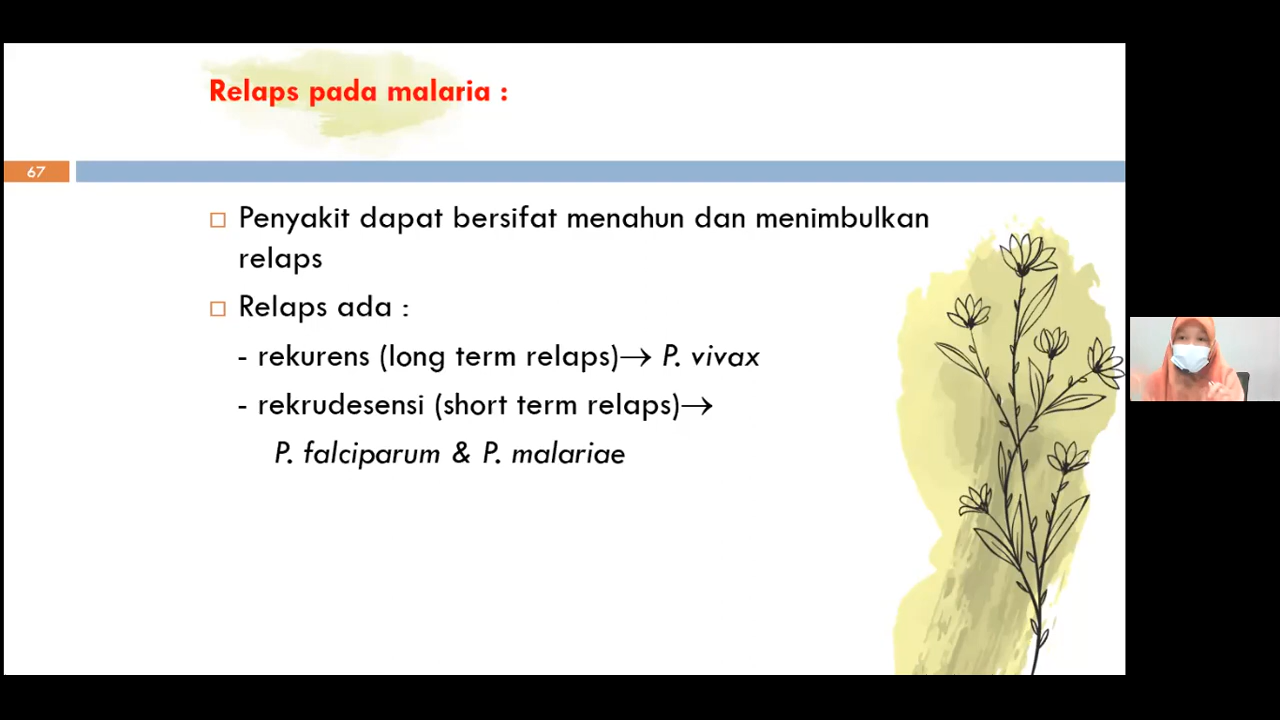 Relaps pada malaria :
67
□ Penyakit dapat bersifat menahun dan menimbulkan
relaps
□ Relaps ada :
- rekurens (long term relaps)→ P. vivax
- rekrudesensi (short term relaps)→
P. falciparum & P. malariae